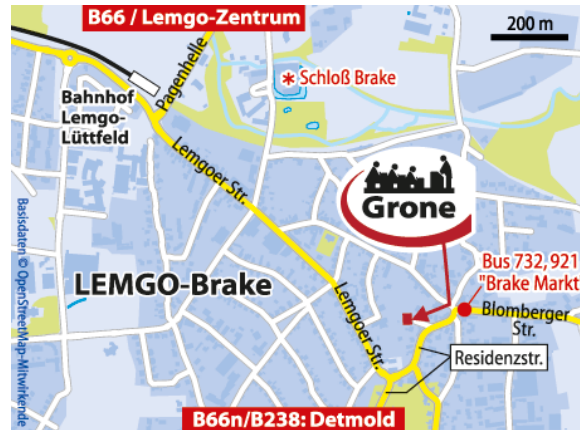 B66 / Lemgo-Zentrum
200 m
Pagenhelle
* Schloß Brake
Bahnhof
Lemgo-
Lüttfeld
Lemgoer Str.
Grone
Basisdaten © OpenStreetMap-Mitwirkende
LEMGO-Brake
Bus 732, 921
"Brake Markt
Blomberger
Str.
Lemgoer Str.
Residenzstr.
B66n/B238: Detmold